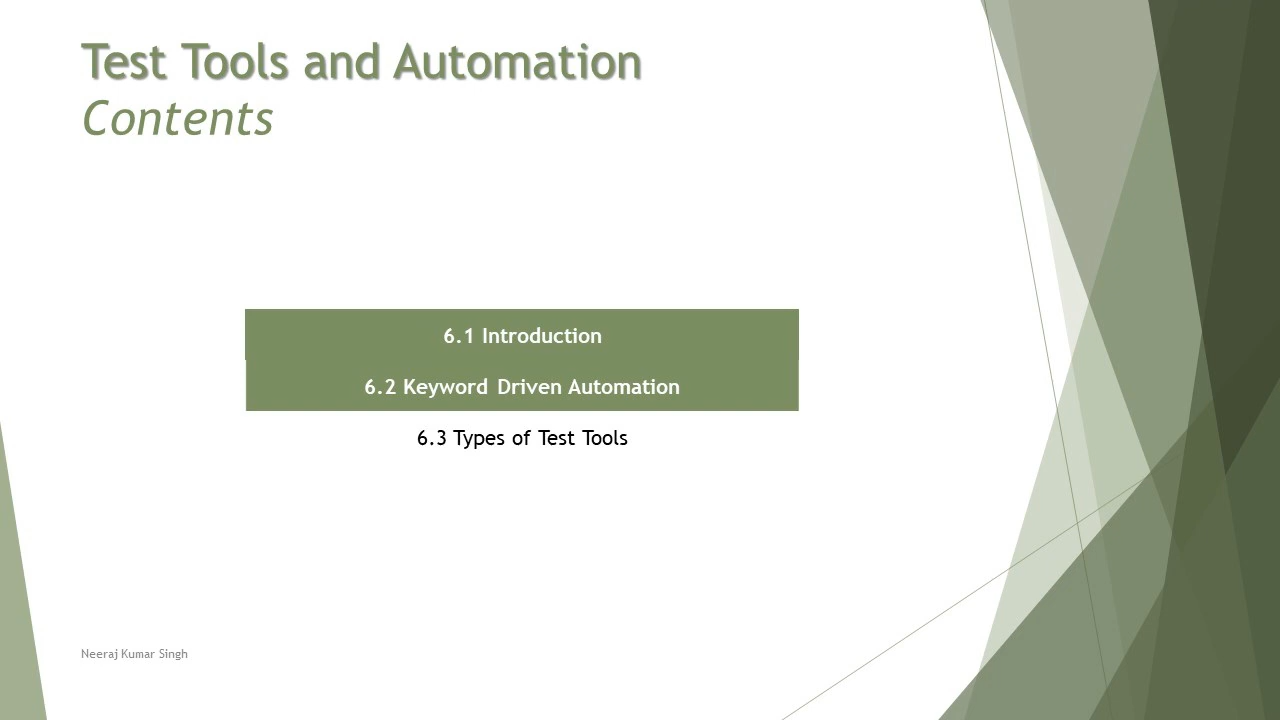 Test Tools and Automation
Contents
6.1 Introduction
6.2 Keyword Driven Automation
6.3 Types of Test Tools
Neeraj Kumar Singh